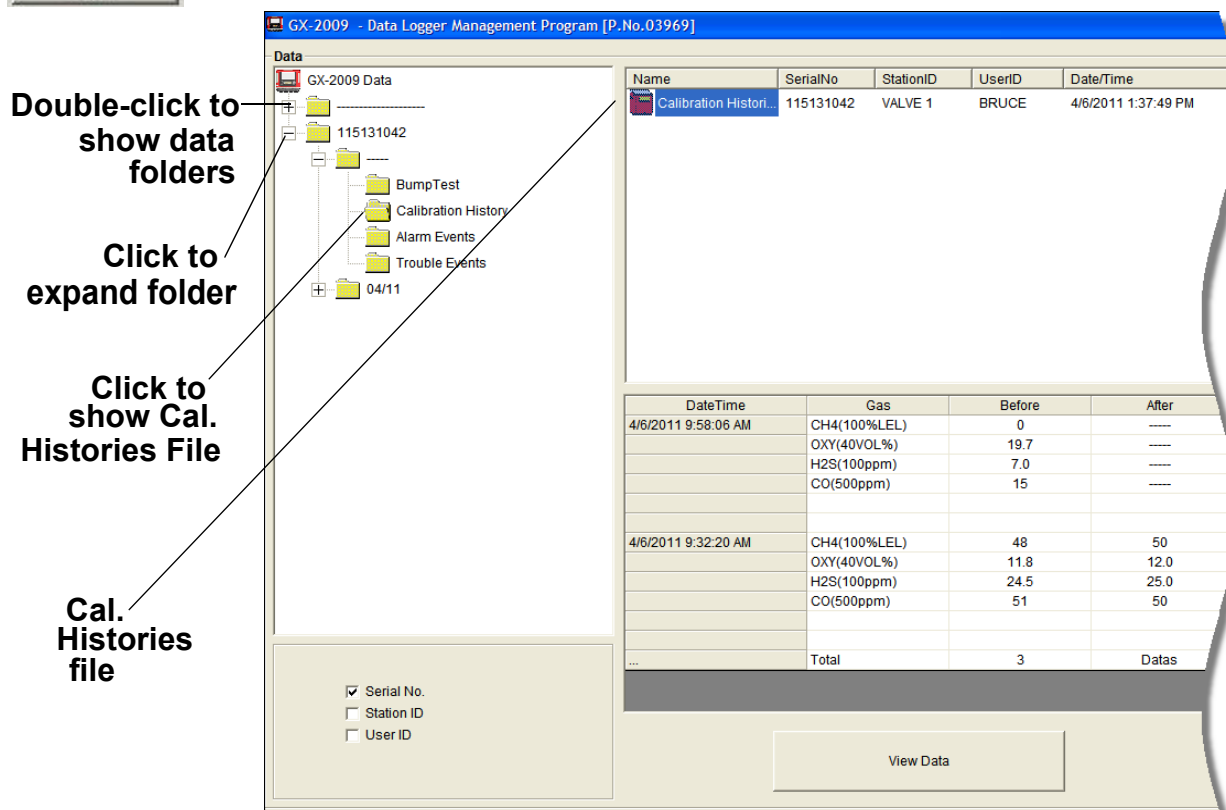 GX-2009 - Data Logger Management Program [P.No.03969]
Data
GX-2009 Data
--------------------
115131042
-----
BumpTest
Calibration History
Alarm Events
Trouble Events
04/11
Double-click to
show data
folders
Click to
expand folder
Click to
show Cal.
Histories File
Cal.
Histories
file
Name SerialNo StationID UserID Date/Time
Calibration Histori... 115131042 VALVE 1 BRUCE 4/6/2011 1:37:49 PM
DateTime Gas Before After
4/6/2011 9:58:06 AM CH4(100%LEL) 0 -----
OXY(40VOL%) 19.7 -----
H2S(100ppm) 7.0 -----
CO(500ppm) 15 -----
4/6/2011 9:32:20 AM CH4(100%LEL) 48 50
OXY(40VOL%) 11.8 12.0
H2S(100ppm) 24.5 25.0
CO(500ppm) 51 50
... Total 3 Datas
Serial No.
Station ID
User ID
View Data